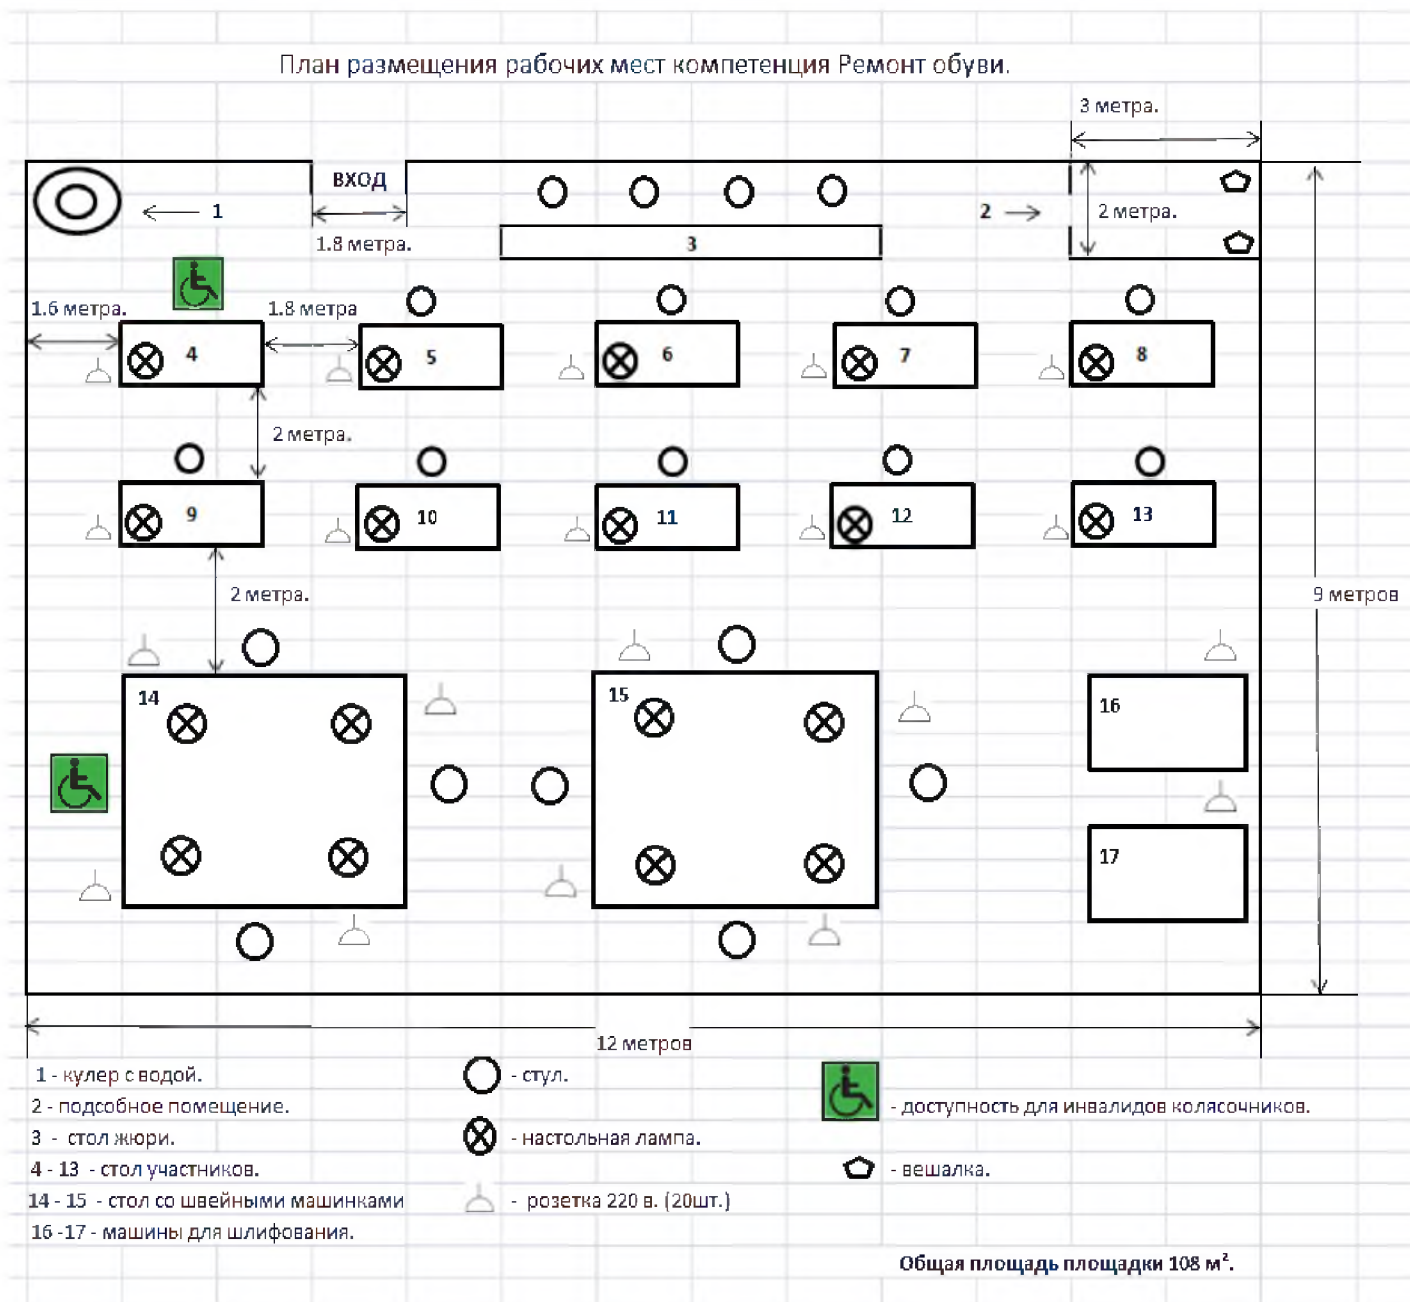 План размещения рабочих мест компетенция Ремонт обуви.
3 метра.
ВХОД
1
2
2 метра.
1.8 метра.
3
1.6 метра.
1.8 метра
4
5
6
7
8
2 метра.
9
10
11
12
13
2 метра.
9 метров
14
15
16
17
12 метров
1 - кулер с водой.
- стул.
2 - подсобное помещение.
- доступность для инвалидов колясочников.
3 - стол жюри.
- настольная лампа.
4 - 13 - стол участников.
- вешалка.
14 - 15 - стол со швейными машинками
- розетка 220 в. (20шт.)
16 -17 - машины для шлифования.
Общая площадь площадки 108 м².